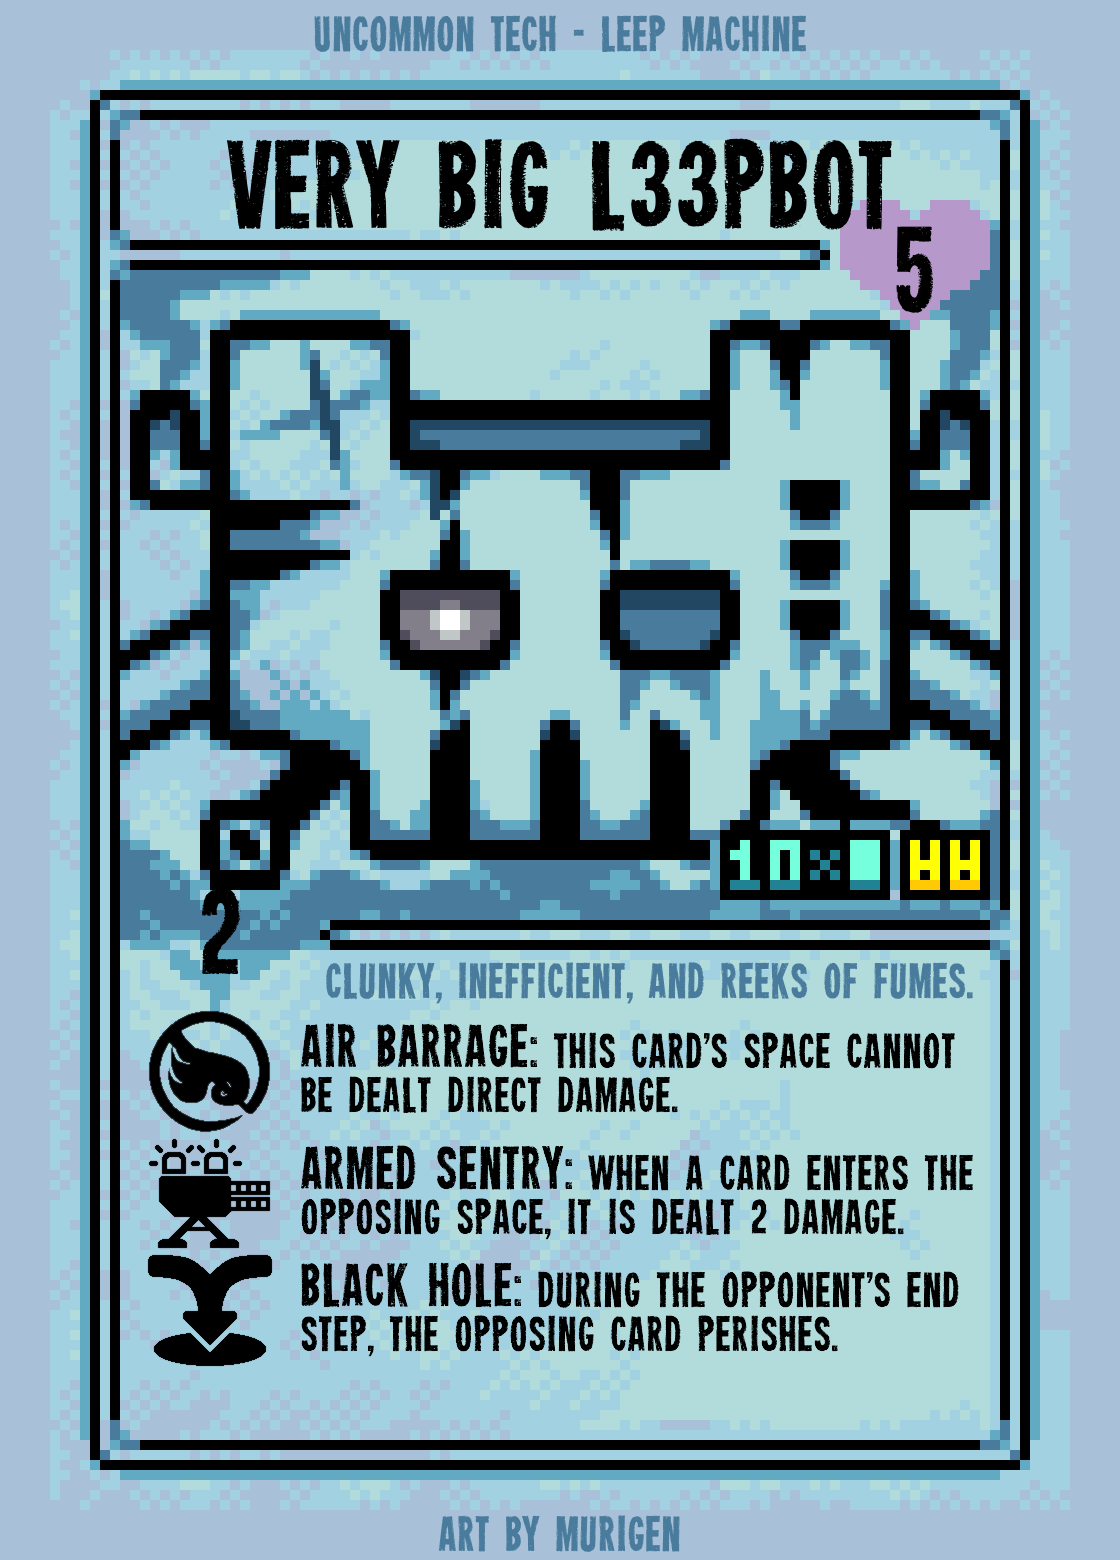 UNCOMMON TECH - LEEP MACHINE
VERY BIG L33PBOT
5
10×
2
CLUNKY, INEFFICIENT, AND REEKS OF FUMES.
AIR BARRAGE: THIS CARD'S SPACE CANNOT
BE DEALT DIRECT DAMAGE.
ARMED SENTRY: WHEN A CARD ENTERS THE
OPPOSING SPACE, IT IS DEALT 2 DAMAGE.
BLACK HOLE: DURING THE OPPONENT'S END
STEP, THE OPPOSING CARD PERISHES.
ART BY MURIGEN